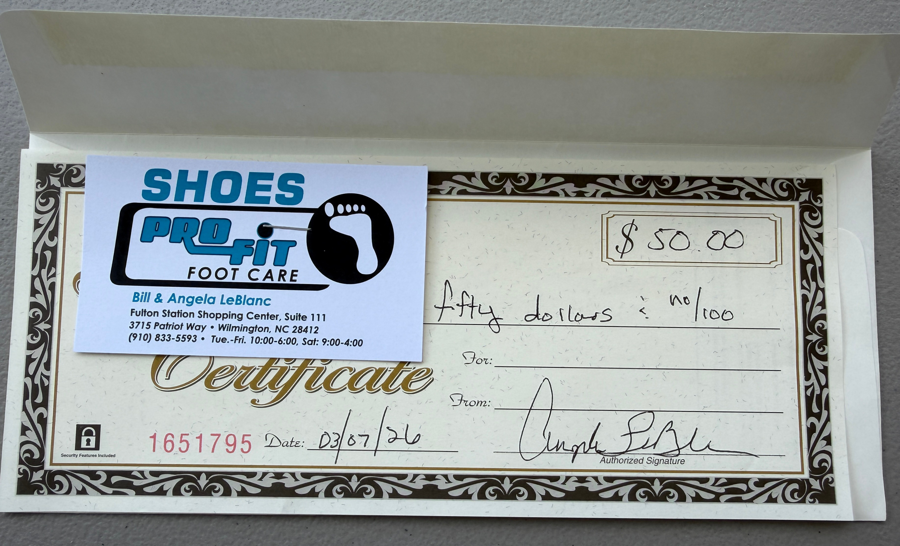 SHOES
PRO
FIT
FOOT CARE
Bill & Angela LeBlanc
Fulton Station Shopping Center, Suite 111
3715 Patriot Way • Wilmington, NC 28412
(910) 833-5593 • Tue.-Fri. 10:00-6:00, Sat: 9:00-4:00
$ 50.00
fifty dollars & no/100
For:
Certificate
From:
Security Features Included
1651795 Date: 03/07/26
Angela LeBlanc
Authorized Signature